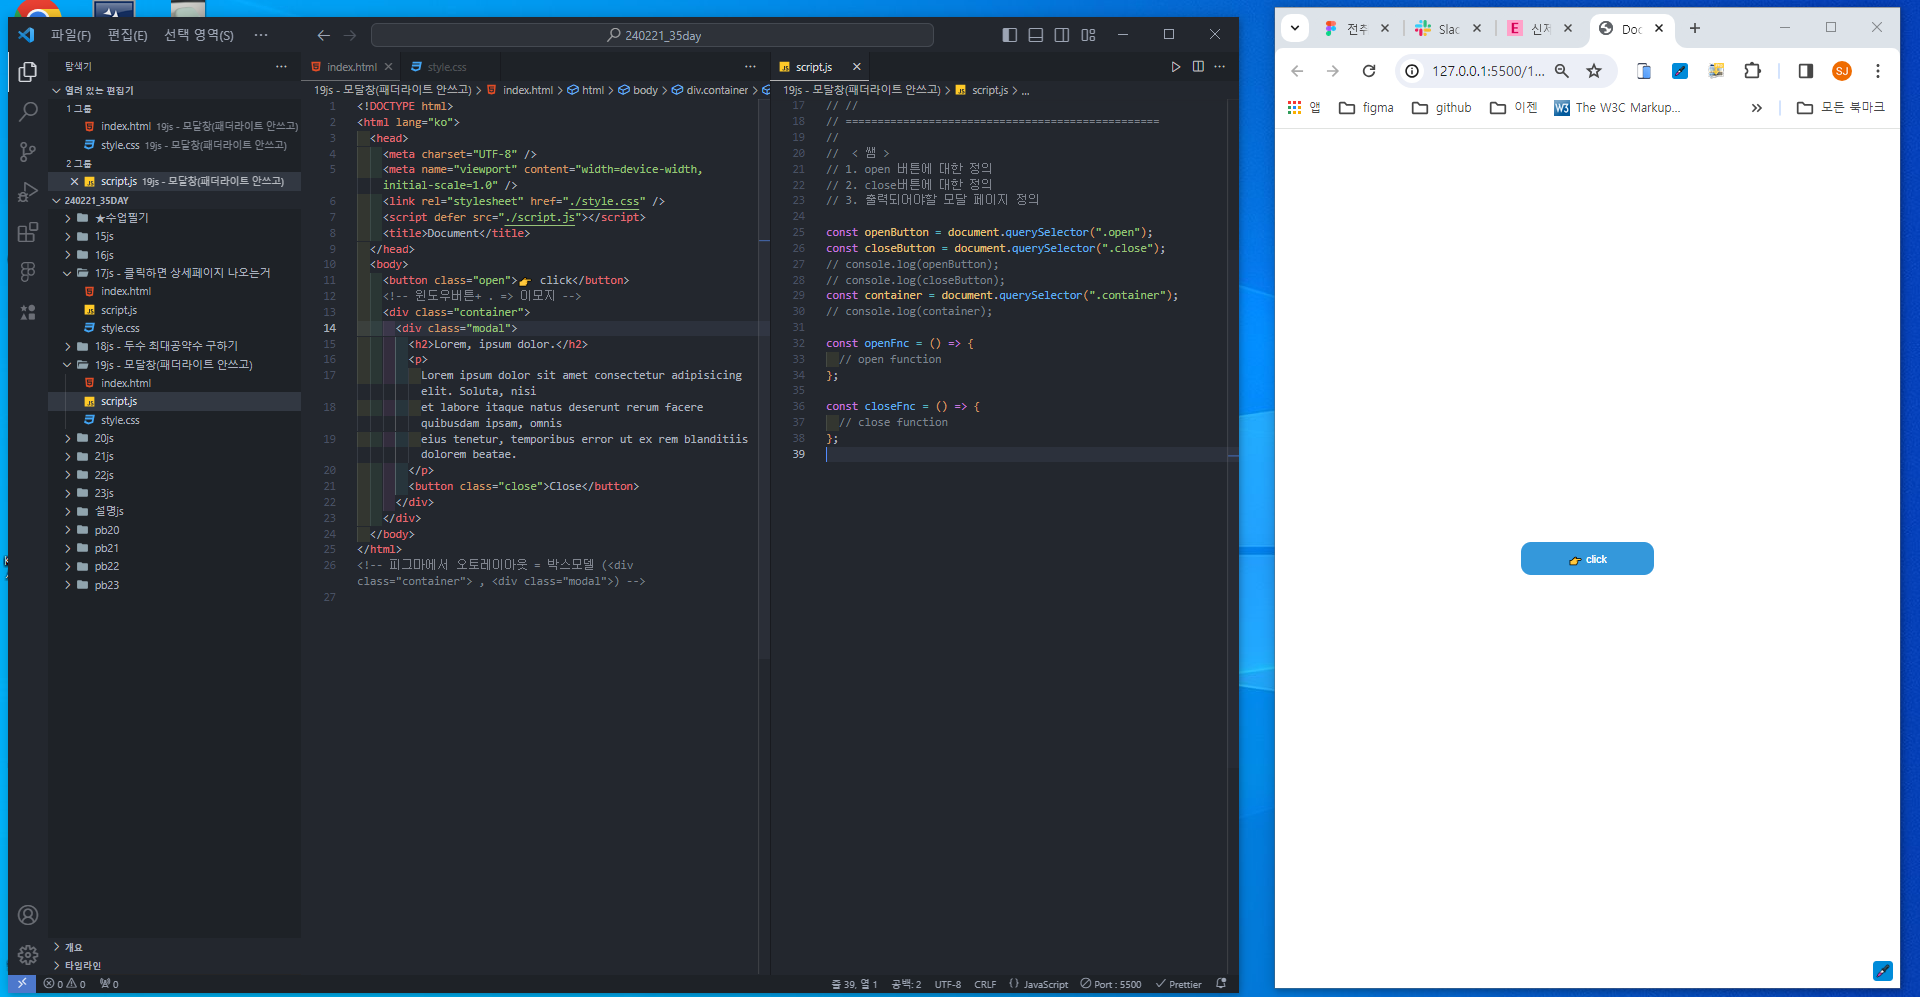 파일(F) 편집(E) 선택 영역(S) ···
240221_35day
탐색기
열려 있는 편집기
1 그룹
index.html 19js - 모달창(패더라이트 안쓰고)
style.css 19js - 모달창(패더라이트 안쓰고)
2 그룹
script.js 19js - 모달창(패더라이트 안쓰고)
240221_35DAY
★수업필기
15js
16js
17js - 클릭하면 상세페이지 나오는거
index.html
script.js
style.css
18js - 두수 최대공약수 구하기
19js - 모달창(패더라이트 안쓰고)
index.html
script.js
style.css
20js
21js
22js
23js
설명js
pb20
pb21
pb22
pb23
개요
타임라인
index.html style.css
19js - 모달창(패더라이트 안쓰고) > index.html > html > body > div.container >
1 <!DOCTYPE html>
2 <html lang="ko">
3 <head>
4 <meta charset="UTF-8" />
5 <meta name="viewport" content="width=device-width,
initial-scale=1.0" />
6 <link rel="stylesheet" href="./style.css" />
7 <script defer src="./script.js"></script>
8 <title>Document</title>
9 </head>
10 <body>
11 <button class="open">👉 click</button>
12 <!-- 윈도우버튼+ . => 이모지 -->
13 <div class="container">
14 <div class="modal">
15 <h2>Lorem, ipsum dolor.</h2>
16 <p>
17 Lorem ipsum dolor sit amet consectetur adipisicing
elit. Soluta, nisi
18 et labore itaque natus deserunt rerum facere
quibusdam ipsam, omnis
19 eius tenetur, temporibus error ut ex rem blanditiis
dolorem beatae.
20 </p>
21 <button class="close">Close</button>
22 </div>
23 </div>
24 </body>
25 </html>
26 <!-- 피그마에서 오토레이아웃 = 박스모델 (<div
class="container"> , <div class="modal">) -->
27
script.js
19js - 모달창(패더라이트 안쓰고) > script.js > ...
17 // //
18 // =================================================
19 //
20 // < 쌤 >
21 // 1. open 버튼에 대한 정의
22 // 2. close버튼에 대한 정의
23 // 3. 출력되어야할 모달 페이지 정의
24
25 const openButton = document.querySelector(".open");
26 const closeButton = document.querySelector(".close");
27 // console.log(openButton);
28 // console.log(closeButton);
29 const container = document.querySelector(".container");
30 // console.log(container);
31
32 const openFnc = () => {
33 // open function
34 };
35
36 const closeFnc = () => {
37 // close function
38 };
39
0 0 0
줄 39, 열 1 공백: 2 UTF-8 CRLF {} JavaScript Port : 5500 Prettier
전추 Slac 신저 Doc
127.0.0.1:5500/1... SJ
앱 figma github 이젠 W3 The W3C Markup... » 모든 북마크
👉 click